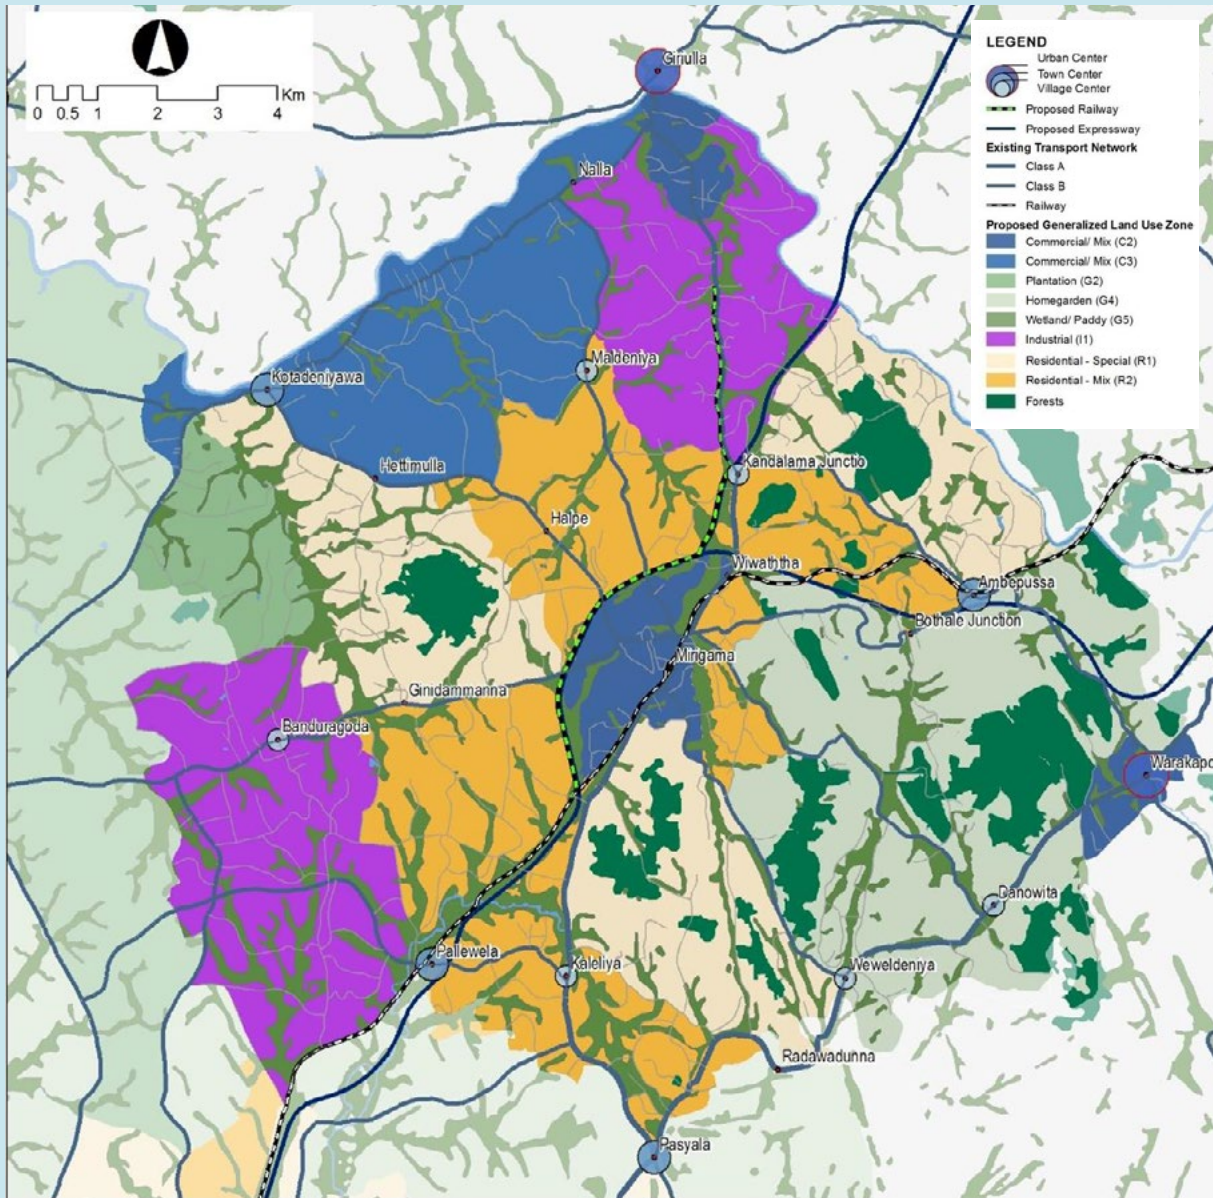 Km
0 0.5 1 2 3 4
LEGEND
Urban Center
Town Center
Village Center
Proposed Railway
Proposed Expressway
Existing Transport Network
Class A
Class B
Railway
Proposed Generalized Land Use Zone
Commercial/ Mix (C2)
Commercial/ Mix (C3)
Plantation (G2)
Homegarden (G4)
Wetland/ Paddy (G5)
Industrial (I1)
Residential - Special (R1)
Residential - Mix (R2)
Forests
Giriulla
Nalla
Maldeniya
Kotadeniyawa
Hettimulla
Kandalama Junctio
Halpe
Wiwaththa
Ambepussa
Bothale Junction
Mirigama
Ginidammanna
Banduragoda
Warakapo
Danowita
Pallewela
Kaleliya
Weweldeniya
Radawadunna
Pasyala